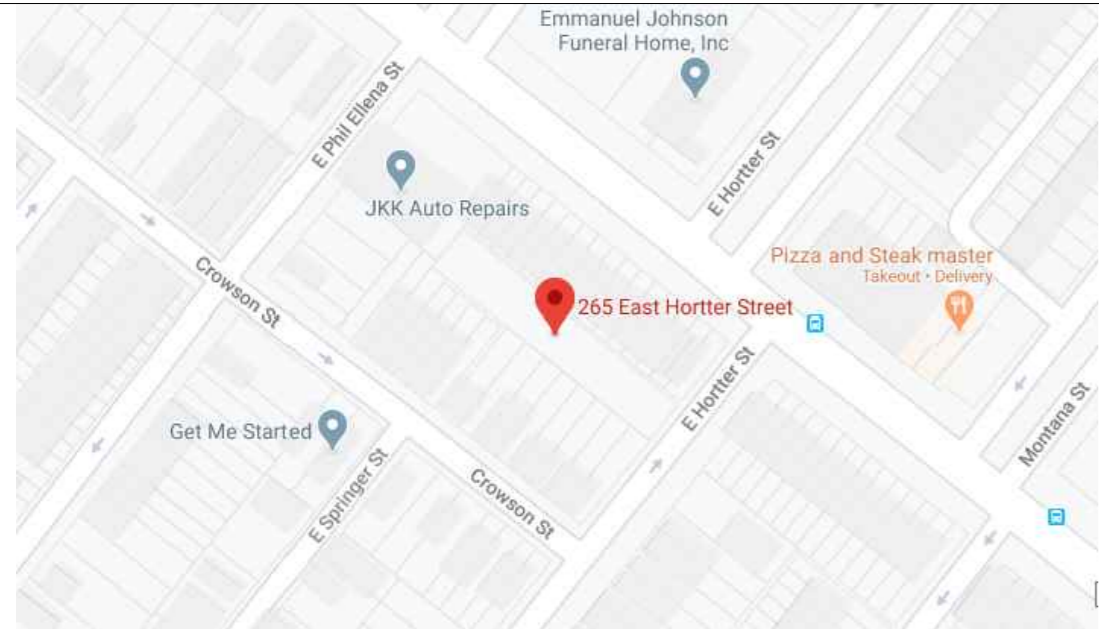 Emmanuel Johnson
Funeral Home, Inc
E Phil Ellena St
JKK Auto Repairs
E Hortter St
Pizza and Steak master
Takeout • Delivery
Crowson St
265 East Hortter Street
E Hortter St
Montana St
Get Me Started
E Springer St
Crowson St